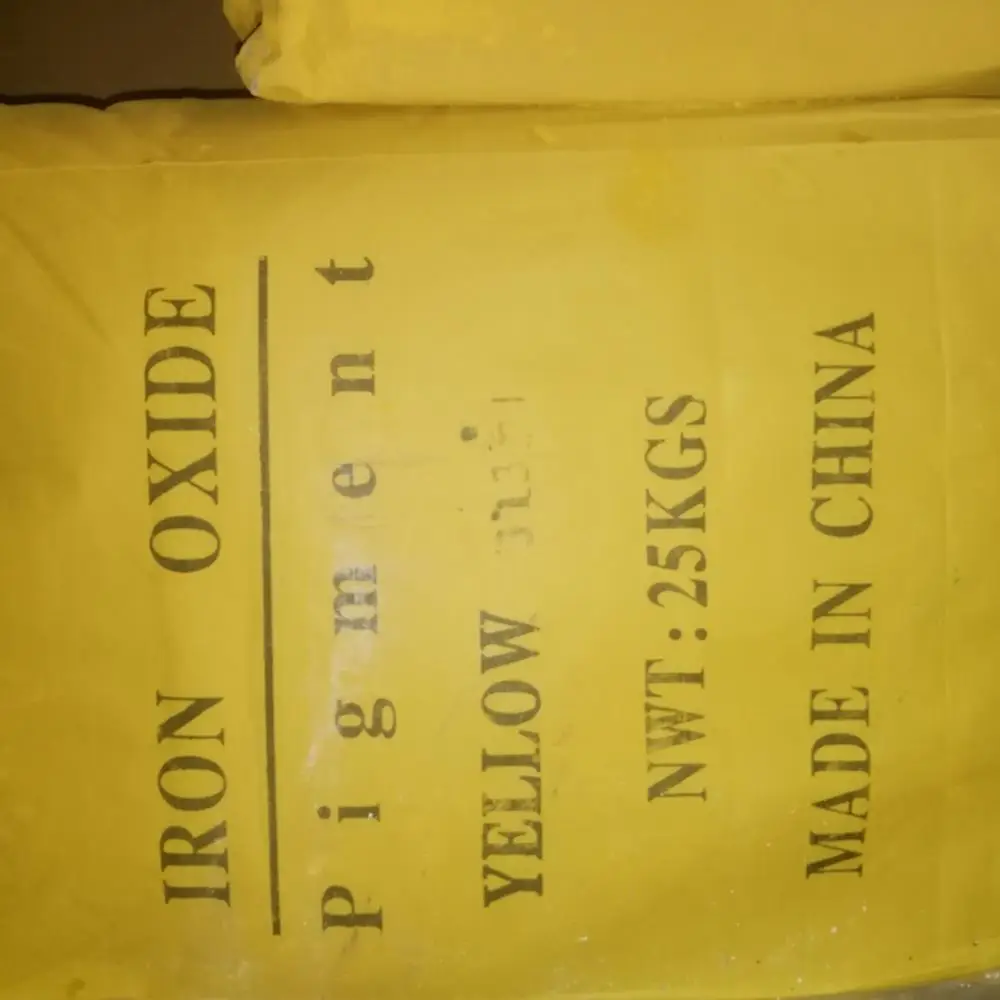 IRON OXIDE
Pigment
YELLOW
NWT:25KGS
MADE IN CHINA